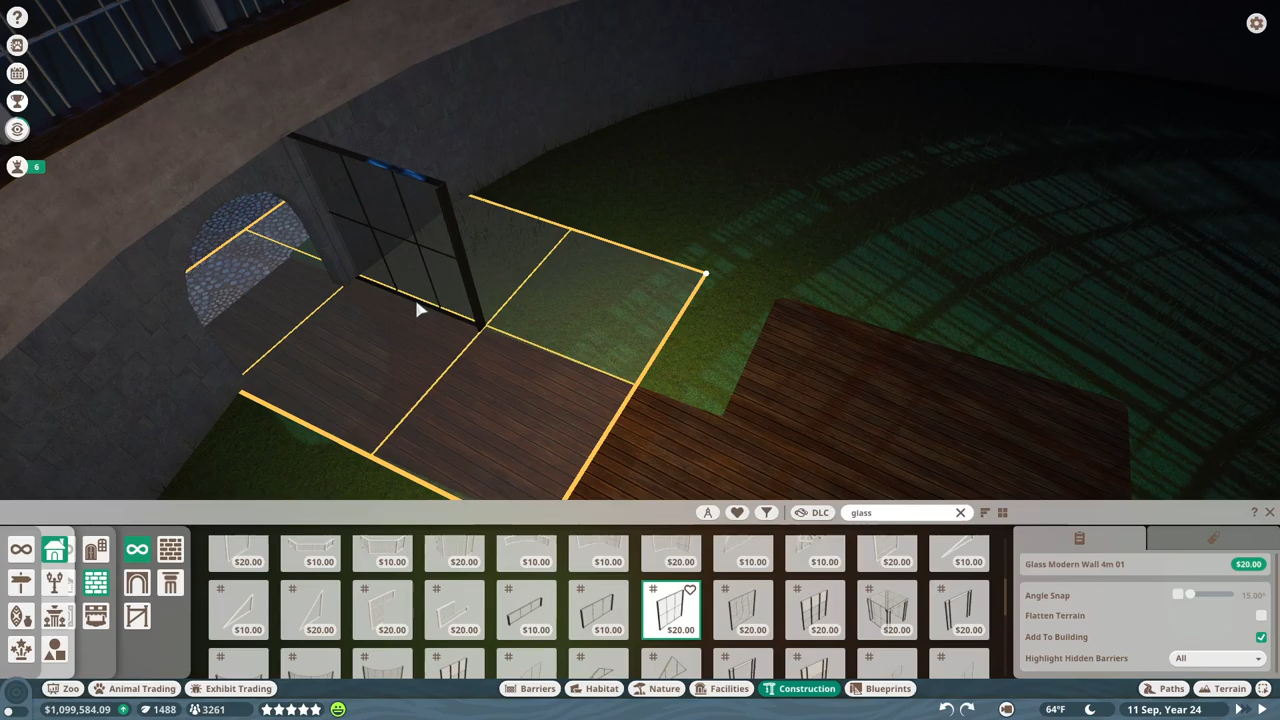 ?
6
DLC
glass
?
$20.00 $10.00 $10.00 $20.00 $10.00 $10.00 $20.00 $10.00 $10.00 $20.00 $10.00
Glass Modern Wall 4m 01 $20.00
# # # # # # # # # # #
Angle Snap 15.00°
Flatten Terrain
$10.00 $20.00 $20.00 $20.00 $10.00 $10.00 $20.00 $20.00 $20.00 $20.00 $20.00
Add To Building
Highlight Hidden Barriers All
# # # # # # # # # # #
Zoo Animal Trading Exhibit Trading Barriers Habitat Nature Facilities Construction Blueprints Paths Terrain
$1,099,584.09 1488 3261 64°F 11 Sep, Year 24